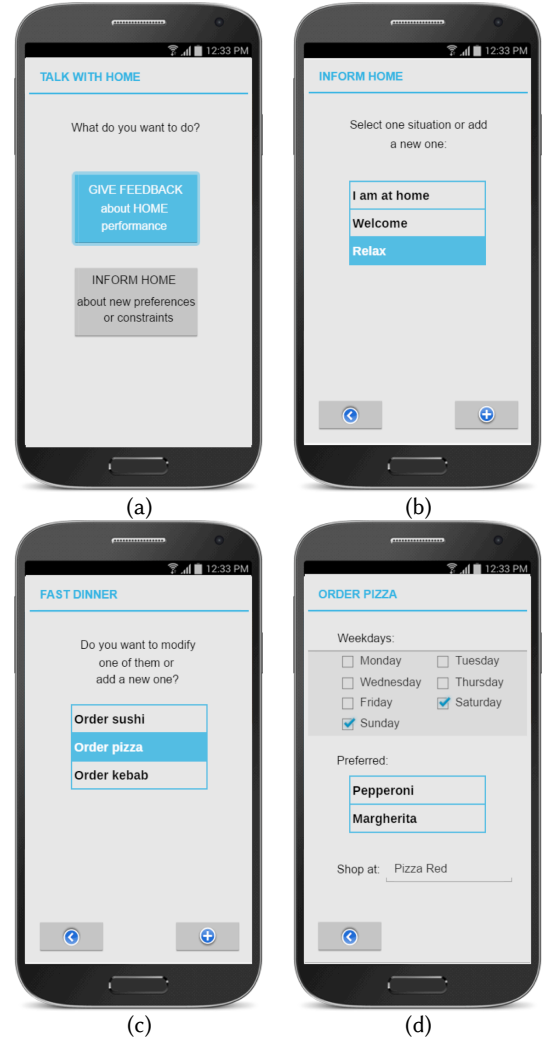 12:33 PM
TALK WITH HOME
What do you want to do?
GIVE FEEDBACK
about HOME
performance
INFORM HOME
about new preferences
or constraints
(a)
12:33 PM
INFORM HOME
Select one situation or add
a new one:
I am at home
Welcome
Relax
(b)
12:33 PM
FAST DINNER
Do you want to modify
one of them or
add a new one?
Order sushi
Order pizza
Order kebab
(c)
12:33 PM
ORDER PIZZA
Weekdays:
Monday Tuesday
Wednesday Thursday
Friday Saturday
Sunday
Preferred:
Pepperoni
Margherita
Shop at: Pizza Red
(d)